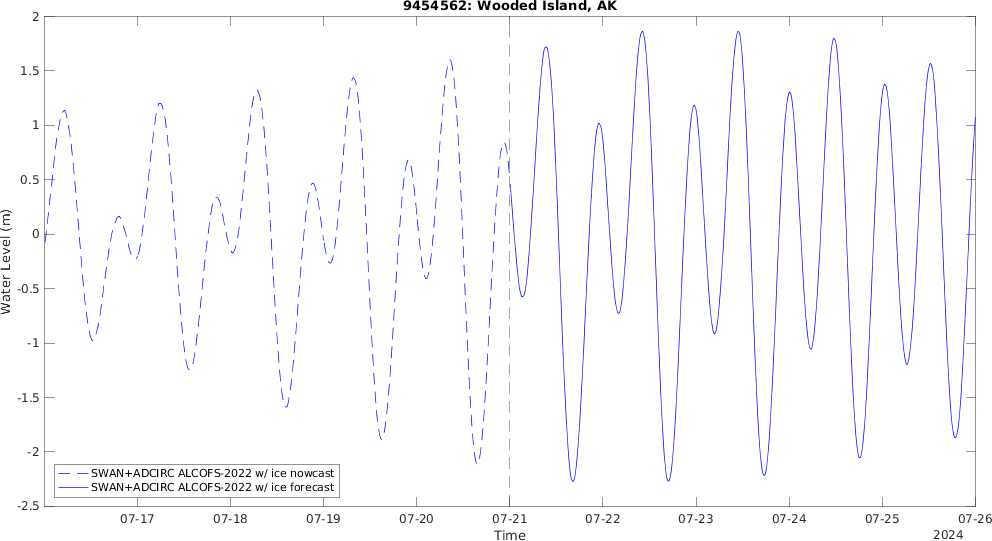 9454562: Wooded Island, AK
2
1.5
1
0.5
0
-0.5
-1
-1.5
-2
-2.5
Water Level (m)
SWAN+ADCIRC ALCOFS-2022 w/ ice nowcast
SWAN+ADCIRC ALCOFS-2022 w/ ice forecast
07-17 07-18 07-19 07-20 07-21 07-22 07-23 07-24 07-25 07-26
Time
2024